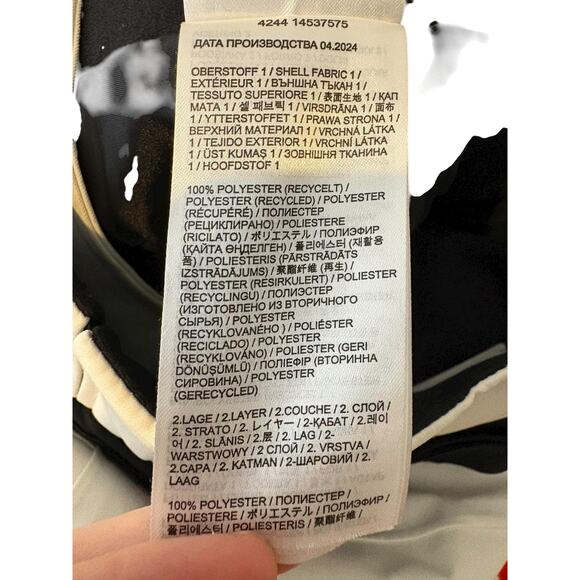 4244 14537575
ДАТА ПРОИЗВОДСТВА 04.2024
OBERSTOFF 1 / SHELL FABRIC 1 /
EXTÉRIEUR 1 / ВЪНШНА ТЪКАН 1 /
TESSUTO SUPERIORE 1 / 表面生地 1 / ҚАП
МАТА 1 / 셸 패브릭 1 / VIRSDRĀNA 1 / 面布
1 / YTTERSTOFFET 1 / PRAWA STRONA 1 /
ВЕРХНИЙ МАТЕРИАЛ 1 / VRCHNÁ LÁTKA
1 / TEJIDO EXTERIOR 1 / VRCHNÍ LÁTKA
1 / ÜST KUMAŞ 1 / ЗОВНІШНЯ ТКАНИНА
1 / HOOFDSTOF 1
100% POLYESTER (RECYCELT) /
POLYESTER (RECYCLED) / POLYESTER
(RÉCUPÉRÉ) / ПОЛИЕСТЕР
(РЕЦИКЛИРАНО) / POLIESTERE
(RICILATO) / ポリエステル / ПОЛИЭФИР
(ҚАЙТА ӨҢДЕЛГЕН) / 폴리에스터 (재활용
품) / POLIESTERIS (PĀRSTRĀDĀTS
IZSTRĀDĀJUMS) / 聚酯纤维 (再生) /
POLYESTER (RESIRKULERT) / POLYESTER
(RECYCLINGU) / ПОЛИЭСТЕР
(ИЗГОТОВЛЕНО ИЗ ВТОРИЧНОГО
СЫРЬЯ) / POLYESTER
(RECYKLOVANÉHO) / POLIÉSTER
(RECICLADO) / POLYESTER
(RECYKLOVÁNO) / POLYESTER (GERI
DÖNÜŞÜMLÜ) / ПОЛІЕФІР (ВТОРИННА
СИРОВИНА) / POLYESTER
(GERECYCLED)
2.LAGE / 2.LAYER / 2.COUCHE / 2. СЛОЙ /
2. STRATO / 2. レイヤー / 2-ҚАБАТ / 2.레이
어 / 2. SLĀNIS / 2.层 / 2. LAG / 2-
WARSTWOWY / 2 СЛОЙ / 2. VRSTVA /
2.CAPA / 2. KATMAN / 2-ШАРОВИЙ / 2.
LAAG
100% POLYESTER / ПОЛИЕСТЕР /
POLIESTERE / ポリエステル / ПОЛИЭФИР /
폴리에스터 / POLIESTERIS / 聚酯纤维 /